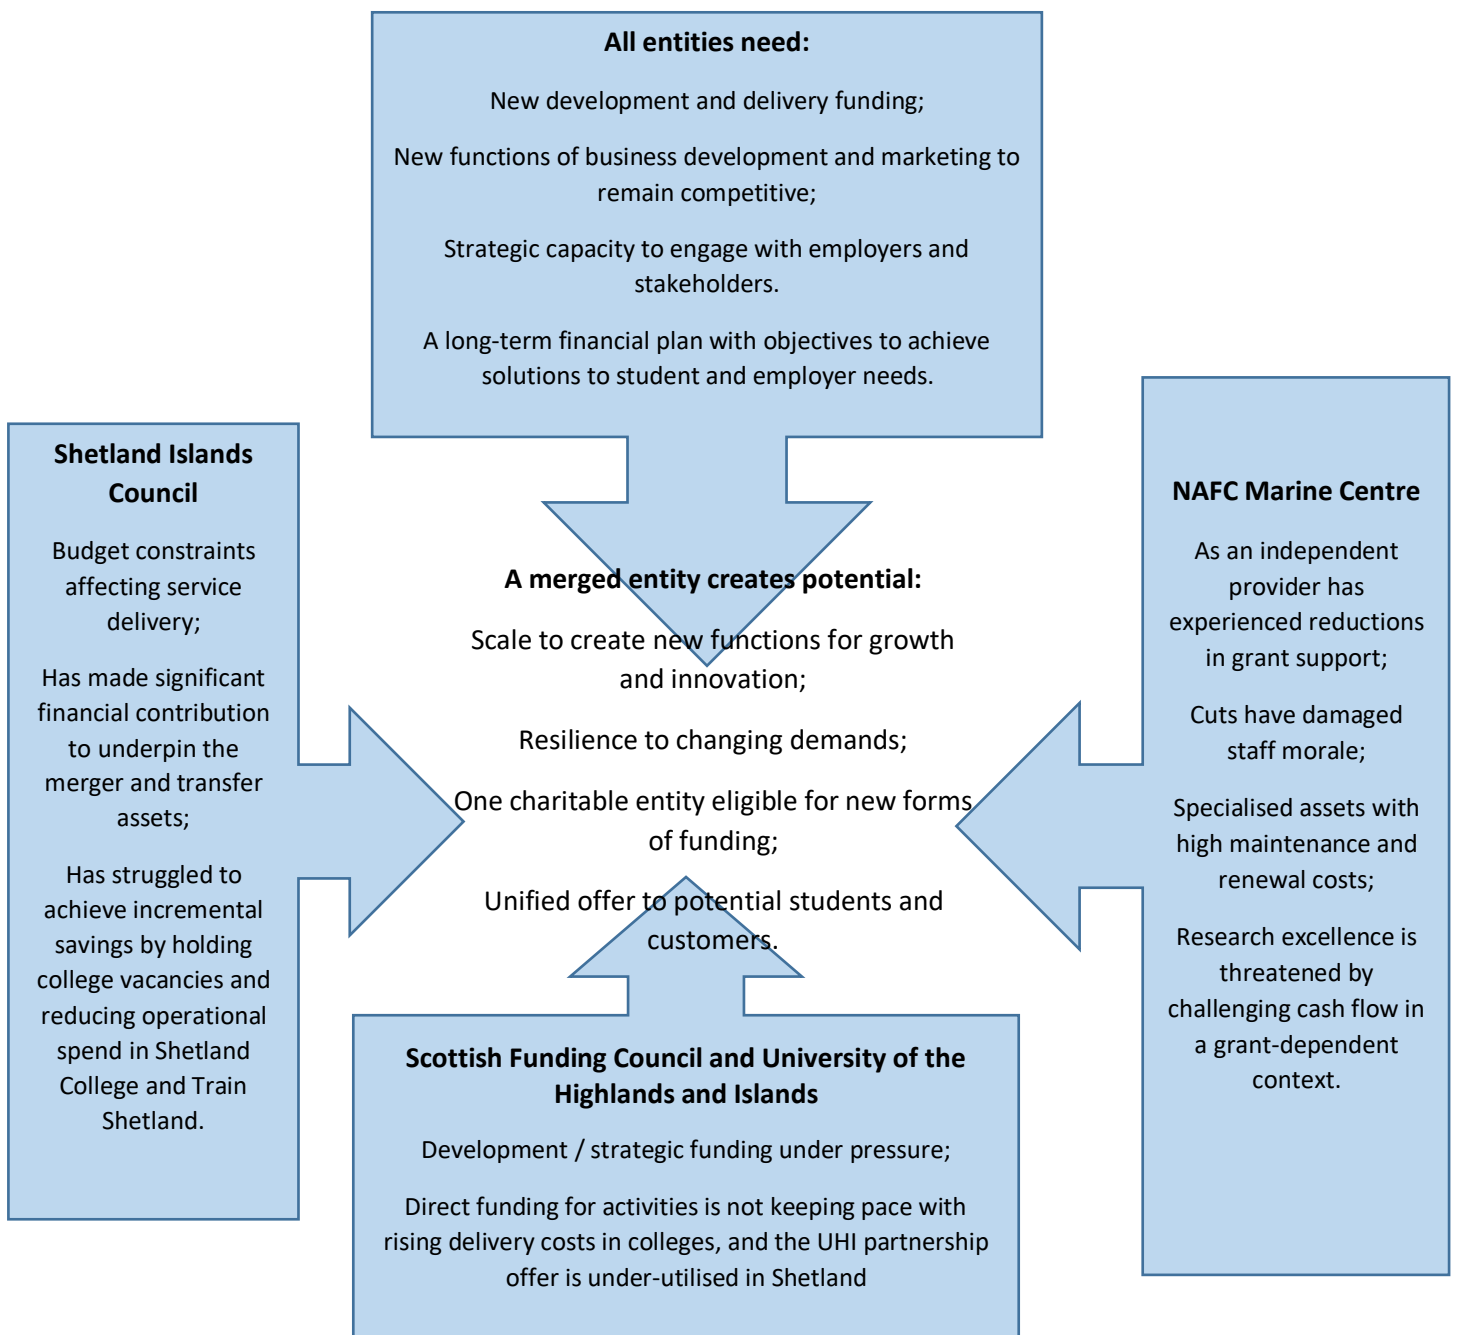 All entities need:
New development and delivery funding;
New functions of business development and marketing to
remain competitive;
Strategic capacity to engage with employers and
stakeholders.
A long-term financial plan with objectives to achieve
solutions to student and employer needs.
Shetland Islands
Council
Budget constraints
affecting service
delivery;
Has made significant
financial contribution
to underpin the
merger and transfer
assets;
Has struggled to
achieve incremental
savings by holding
college vacancies and
reducing operational
spend in Shetland
College and Train
Shetland.
A merged entity creates potential:
Scale to create new functions for growth
and innovation;
Resilience to changing demands;
One charitable entity eligible for new forms
of funding;
Unified offer to potential students and
customers.
NAFC Marine Centre
As an independent
provider has
experienced reductions
in grant support;
Cuts have damaged
staff morale;
Specialised assets with
high maintenance and
renewal costs;
Research excellence is
threatened by
challenging cash flow in
a grant-dependent
context.
Scottish Funding Council and University of the
Highlands and Islands
Development / strategic funding under pressure;
Direct funding for activities is not keeping pace with
rising delivery costs in colleges, and the UHI partnership
offer is under-utilised in Shetland